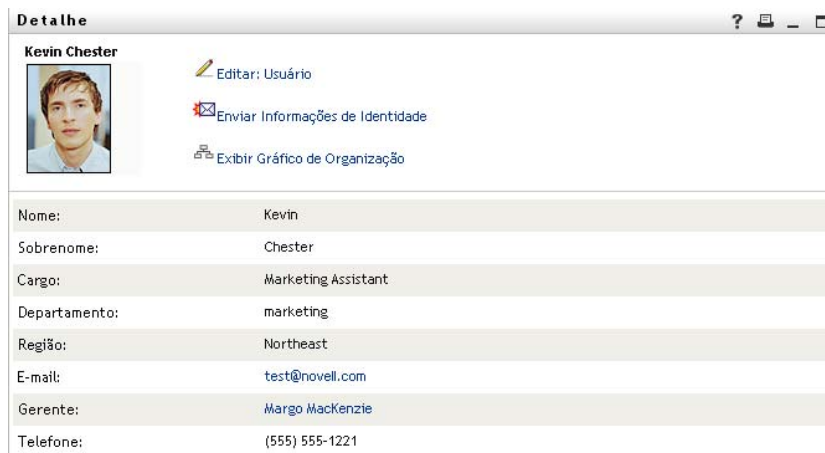 Detalhe ?
Kevin Chester
Editar: Usuário
Enviar Informações de Identidade
Exibir Gráfico de Organização
Nome: Kevin
Sobrenome: Chester
Cargo: Marketing Assistant
Departamento: marketing
Região: Northeast
E-mail: test@novell.com
Gerente: Margo MacKenzie
Telefone: (555) 555-1221